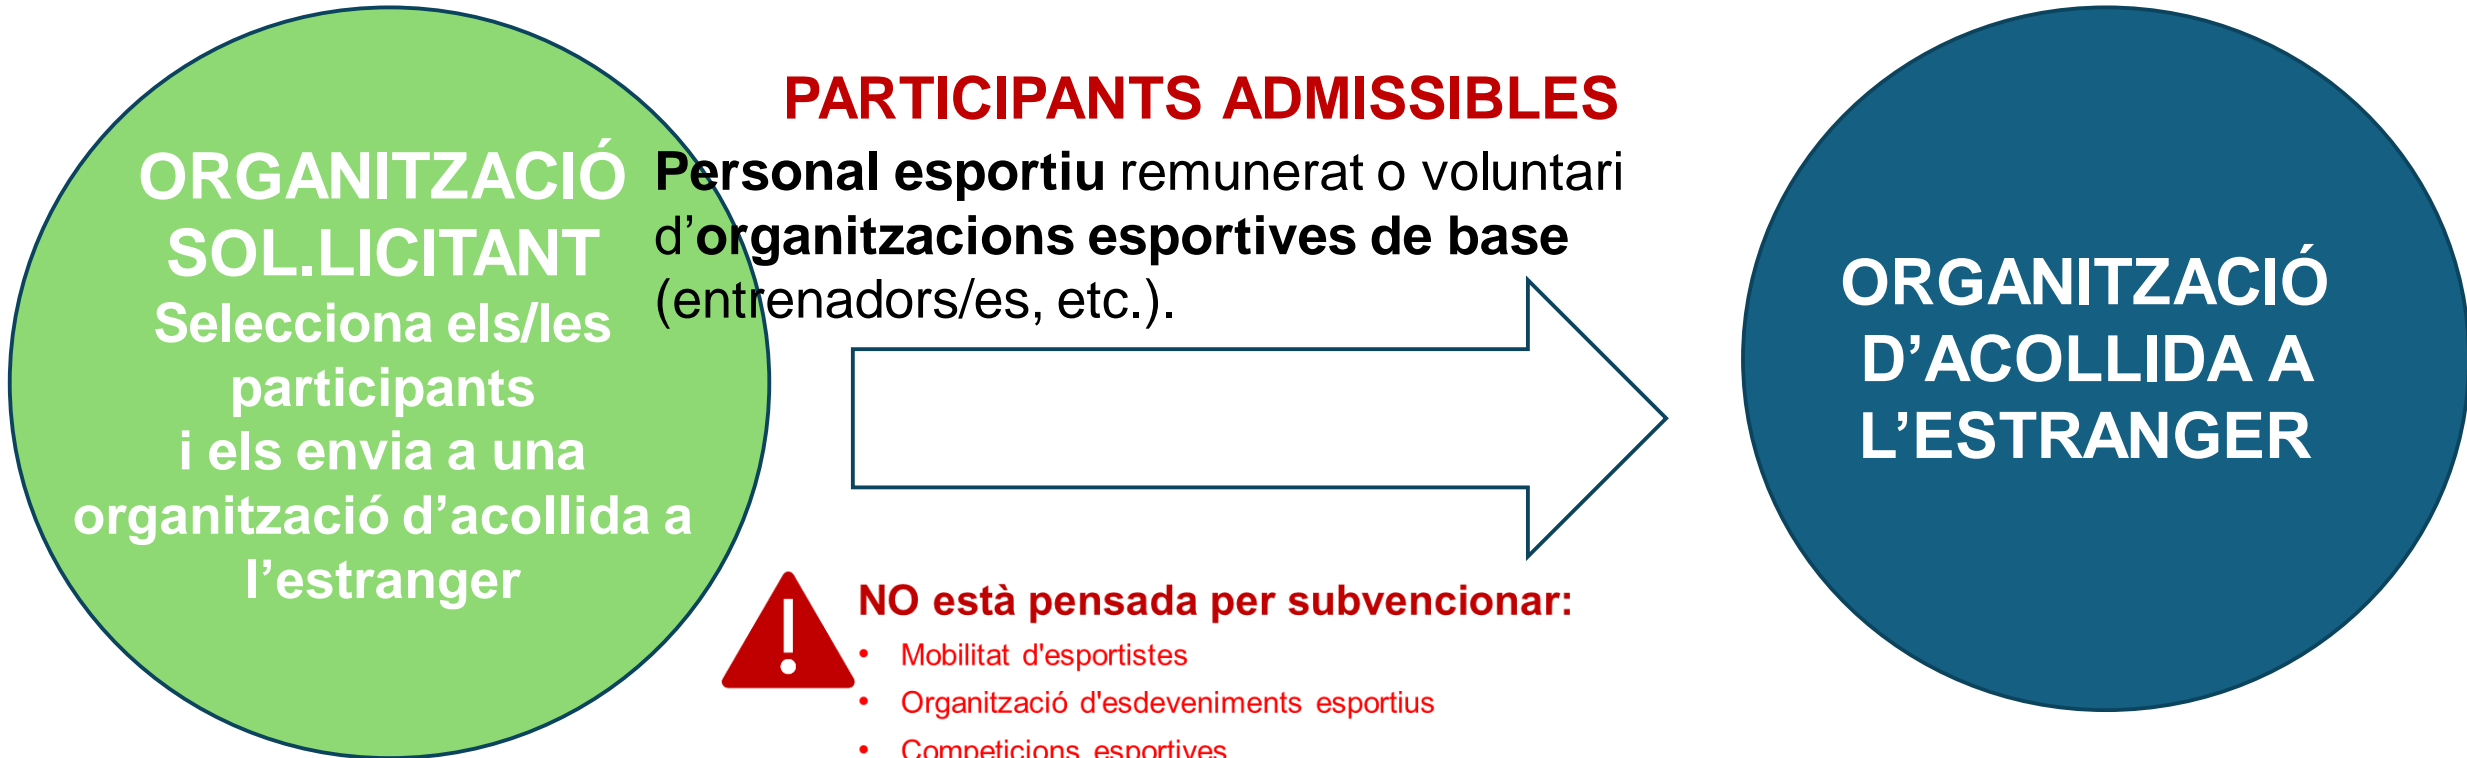 ORGANITZACIÓ
SOL.LICITANT
Selecciona els/les
participants
i els envia a una
organització d’acollida a
l’estranger
PARTICIPANTS ADMISSIBLES
Personal esportiu remunerat o voluntari
d’organitzacions esportives de base
(entrenadors/es, etc.).
NO està pensada per subvencionar:
• Mobilitat d'esportistes
• Organització d'esdeveniments esportius
• Competicions esportives
ORGANITZACIÓ
D’ACOLLIDA A
L’ESTRANGER